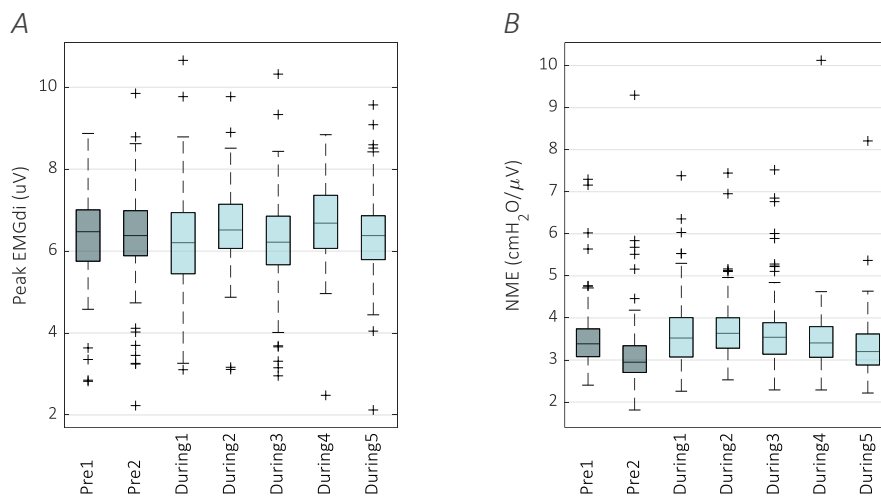 A
Peak EMGdi (uV)
10
8
6
4
2
Pre1
Pre2
During1
During2
During3
During4
During5
B
NME (cmH₂O/μV)
10
9
8
7
6
5
4
3
2
Pre1
Pre2
During1
During2
During3
During4
During5